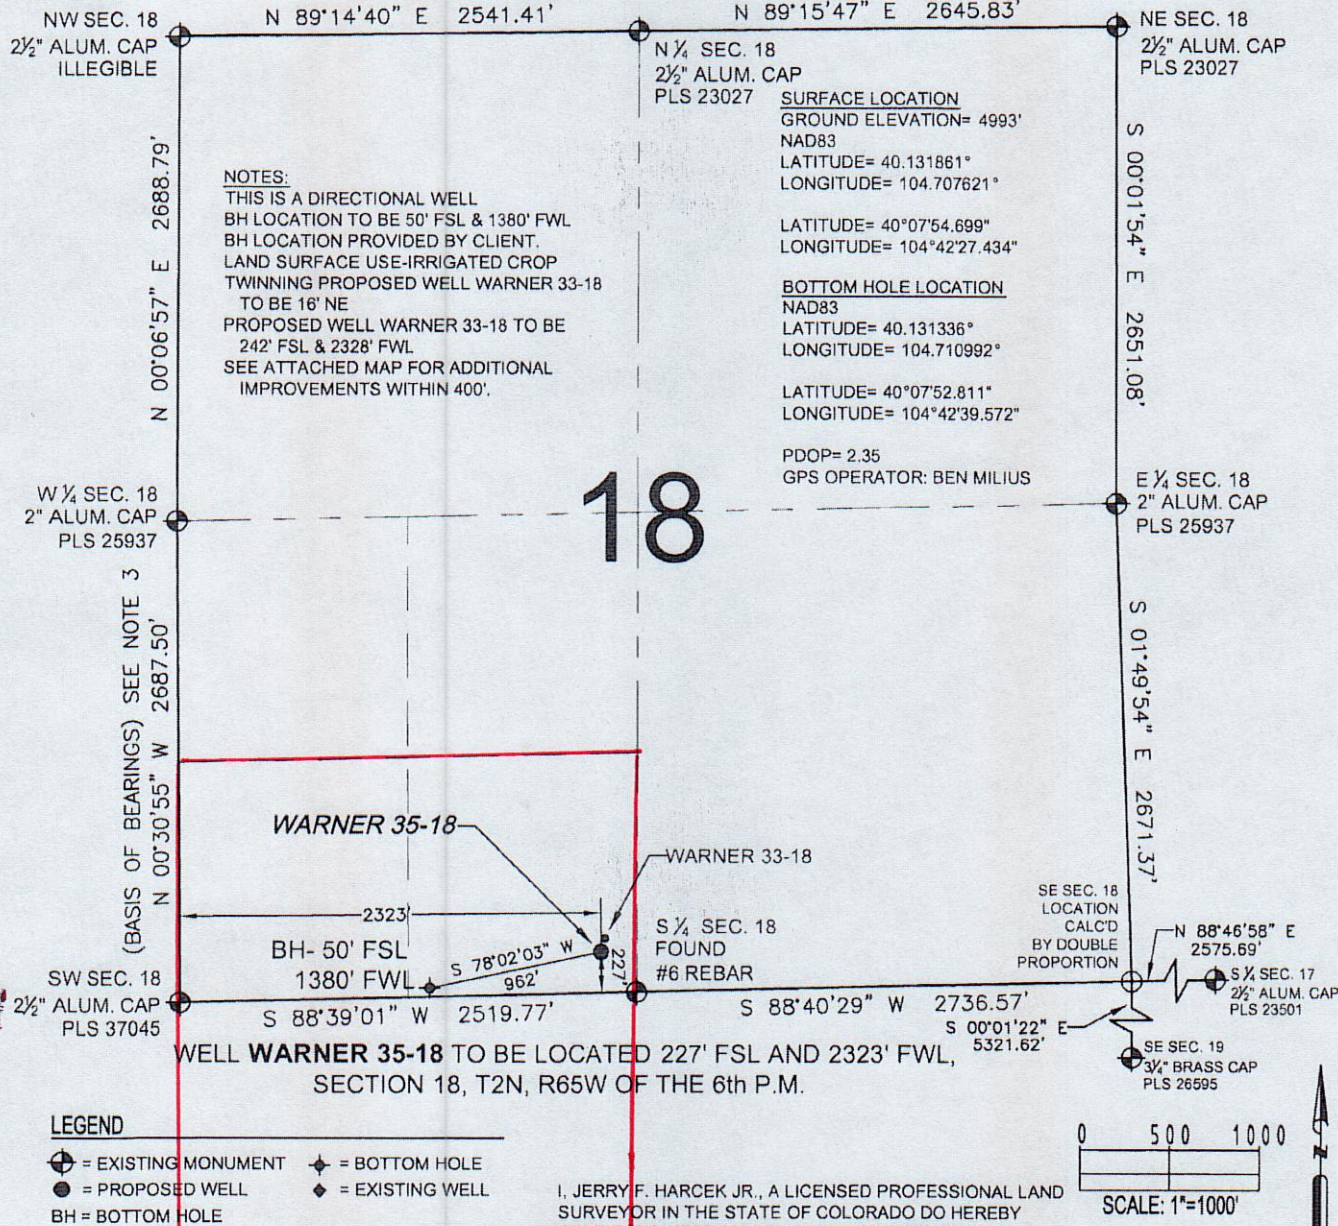 NW SEC. 18
2½" ALUM. CAP
ILLEGIBLE
N 89°14'40" E 2541.41'
N 89°15'47" E 2645.83'
NE SEC. 18
2½" ALUM. CAP
PLS 23027
N ¼ SEC. 18
2½" ALUM. CAP
PLS 23027
SURFACE LOCATION
GROUND ELEVATION= 4993'
NAD83
LATITUDE= 40.131861°
LONGITUDE= 104.707621°
LATITUDE= 40°07'54.699"
LONGITUDE= 104°42'27.434"
BOTTOM HOLE LOCATION
NAD83
LATITUDE= 40.131336°
LONGITUDE= 104.710992°
LATITUDE= 40°07'52.811"
LONGITUDE= 104°42'39.572"
PDOP= 2.35
GPS OPERATOR: BEN MILIUS
NOTES:
THIS IS A DIRECTIONAL WELL
BH LOCATION TO BE 50' FSL & 1380' FWL
BH LOCATION PROVIDED BY CLIENT.
LAND SURFACE USE-IRRIGATED CROP
TWINNING PROPOSED WELL WARNER 33-18
TO BE 16' NE
PROPOSED WELL WARNER 33-18 TO BE
242' FSL & 2328' FWL
SEE ATTACHED MAP FOR ADDITIONAL
IMPROVEMENTS WITHIN 400'.
N 00°06'57" E 2688.79'
S 00°01'54" E 2651.08'
18
W ¼ SEC. 18
2" ALUM. CAP
PLS 25937
E ¼ SEC. 18
2" ALUM. CAP
PLS 25937
(BASIS OF BEARINGS) SEE NOTE 3
N 00°30'55" W 2687.50'
S 01°49'54" E 2671.37'
WARNER 35-18
WARNER 33-18
2323'
BH- 50' FSL
1380' FWL
S 78°02'03" W
962'
227'
S ¼ SEC. 18
FOUND
#6 REBAR
SE SEC. 18
LOCATION
CALC'D
BY DOUBLE
PROPORTION
N 88°46'58" E
2575.69'
S ¼ SEC. 17
2½" ALUM. CAP
PLS 23501
SW SEC. 18
2½" ALUM. CAP
PLS 37045
S 88°39'01" W 2519.77'
S 88°40'29" W 2736.57'
S 00°01'22" E
5321.62'
SE SEC. 19
3¼" BRASS CAP
PLS 26595
WELL WARNER 35-18 TO BE LOCATED 227' FSL AND 2323' FWL,
SECTION 18, T2N, R65W OF THE 6th P.M.
LEGEND
= EXISTING MONUMENT
= BOTTOM HOLE
= PROPOSED WELL
= EXISTING WELL
BH = BOTTOM HOLE
I, JERRY F. HARCEK JR., A LICENSED PROFESSIONAL LAND
SURVEYOR IN THE STATE OF COLORADO DO HEREBY
0 500 1000
SCALE: 1"=1000'
N